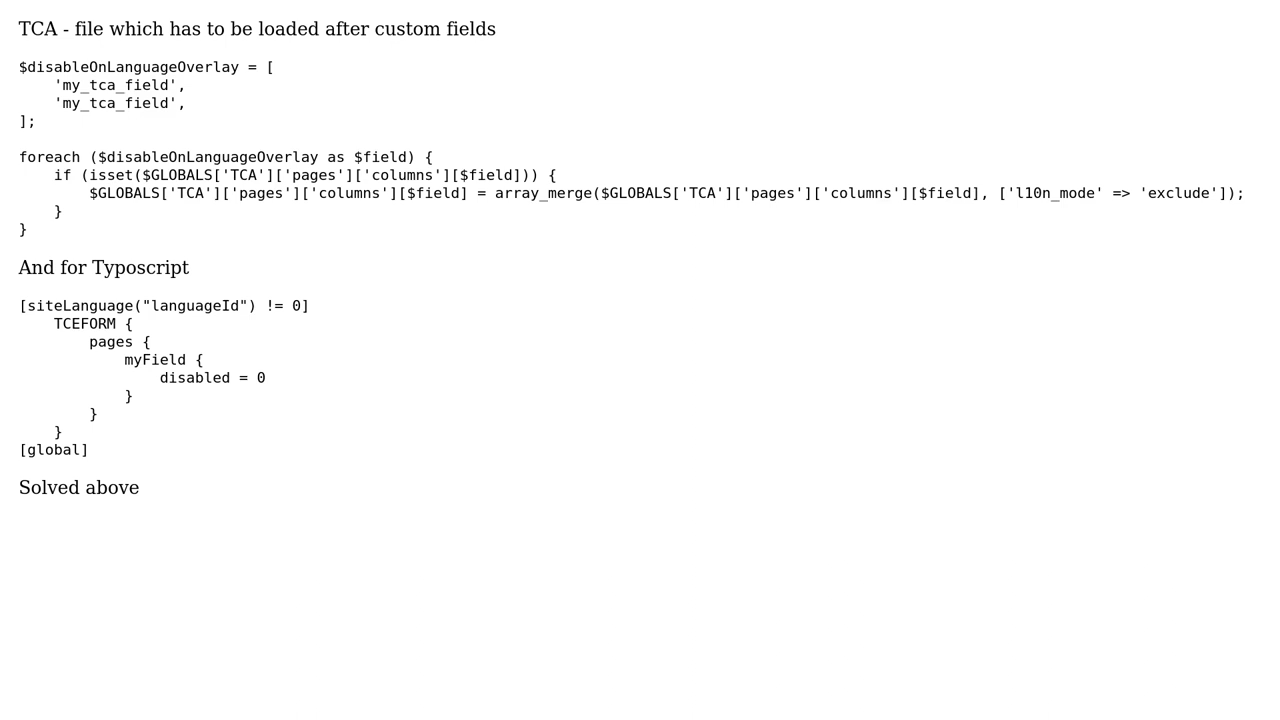 TCA - file which has to be loaded after custom fields
$disableOnLanguageOverlay = [
    'my_tca_field',
    'my_tca_field',
];
foreach ($disableOnLanguageOverlay as $field) {
    if (isset($GLOBALS['TCA']['pages']['columns'][$field])) {
        $GLOBALS['TCA']['pages']['columns'][$field] = array_merge($GLOBALS['TCA']['pages']['columns'][$field], ['l10n_mode' => 'exclude']);
    }
}
And for Typoscript
[siteLanguage("languageId") != 0]
    TCEFORM {
        pages {
            myField {
                disabled = 0
            }
        }
    }
[global]
Solved above